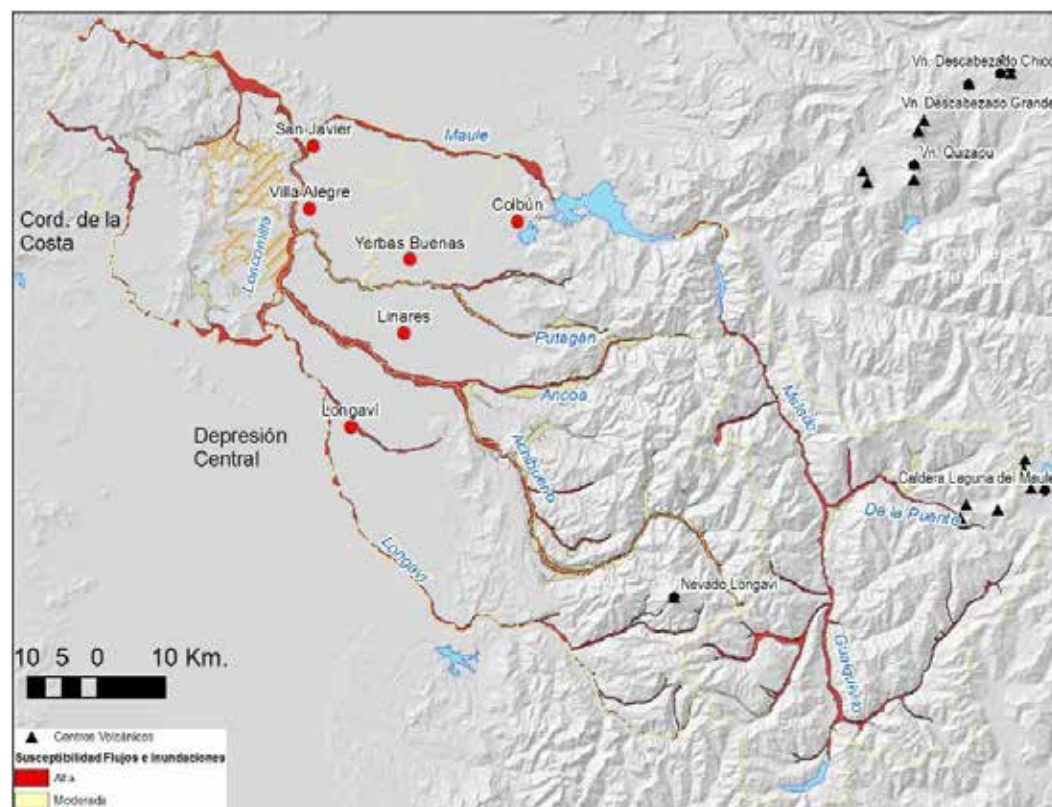 Vn. Descabezado Chico
Vn. Descabezado Grande
Vn. Quizapu
San Javier
Maule
Villa Alegre
Colbún
Cord. de la
Costa
Loncomilla
Yerbas Buenas
Linares
Putagán
Ancoa
Melado
Longaví
Depresión
Central
Achibueno
Caldera Laguna del Maule
De la Puente
Longaví
Nevado Longaví
Guaiquivilo
10 5 0 10 Km.
Centros Volcánicos
Susceptibilidad Flujos e Inundaciones
Alta
Moderada